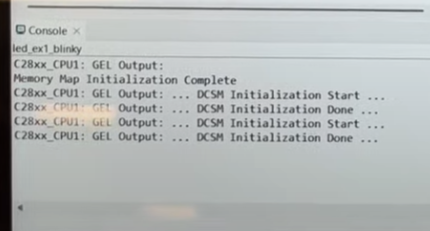 Console
led_ex1_blinky
C28xx_CPU1: GEL Output:
Memory Map Initialization Complete
C28xx_CPU1: GEL Output: ... DCSM Initialization Start ...
C28xx_CPU1: GEL Output: ... DCSM Initialization Done ...
C28xx_CPU1: GEL Output: ... DCSM Initialization Start ...
C28xx_CPU1: GEL Output: ... DCSM Initialization Done ...